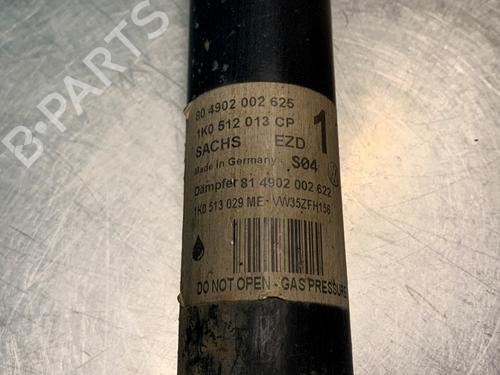 80 4902 002 625
1K0 512 013 CP
SACHS EZD 1
Made in Germany S04
Dämpfer 81 4902 002 622
1K0 513 029 ME - VW35ZFH156
DO NOT OPEN - GAS PRESSURE
B-PARTS